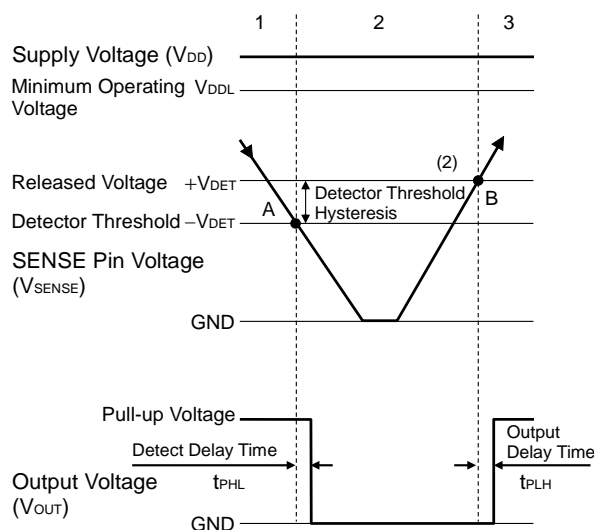 1 2 3
Supply Voltage (VDD)
Minimum Operating VDDL
Voltage
(2)
Released Voltage +VDET
Detector Threshold
Hysteresis
A
B
Detector Threshold −VDET
SENSE Pin Voltage
(VSENSE)
GND
Pull-up Voltage
Detect Delay Time
tPHL
Output
Delay Time
tPLH
Output Voltage
(VOUT)
GND